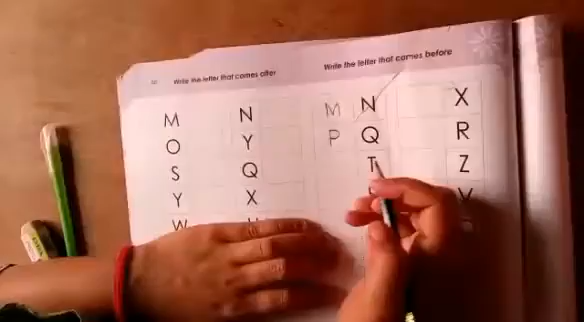 Write the letter that comes after
Write the letter that comes before
M N M N X
O Y P Q R
S Q T Z
Y X
W